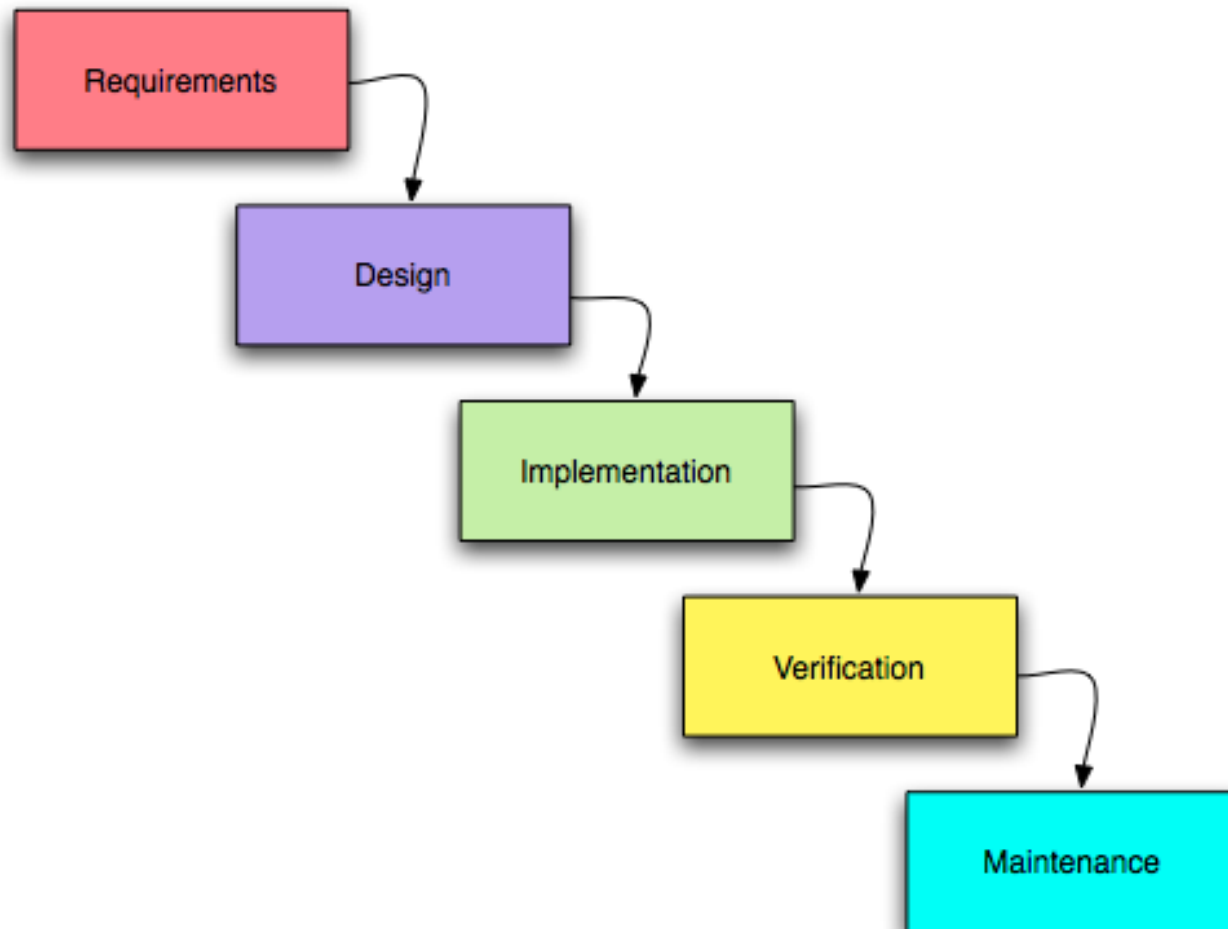 Requirements
Design
Implementation
Verification
Maintenance